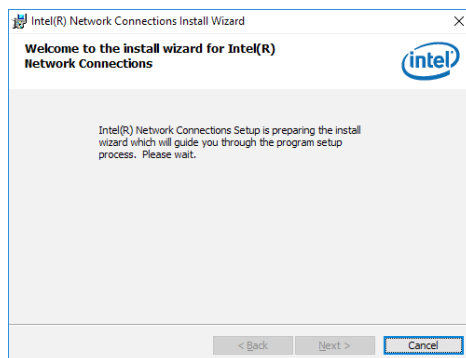 Intel(R) Network Connections Install Wizard
Welcome to the install wizard for Intel(R)
Network Connections
intel
Intel(R) Network Connections Setup is preparing the install
wizard which will guide you through the program setup
process. Please wait.
< Back
Next >
Cancel